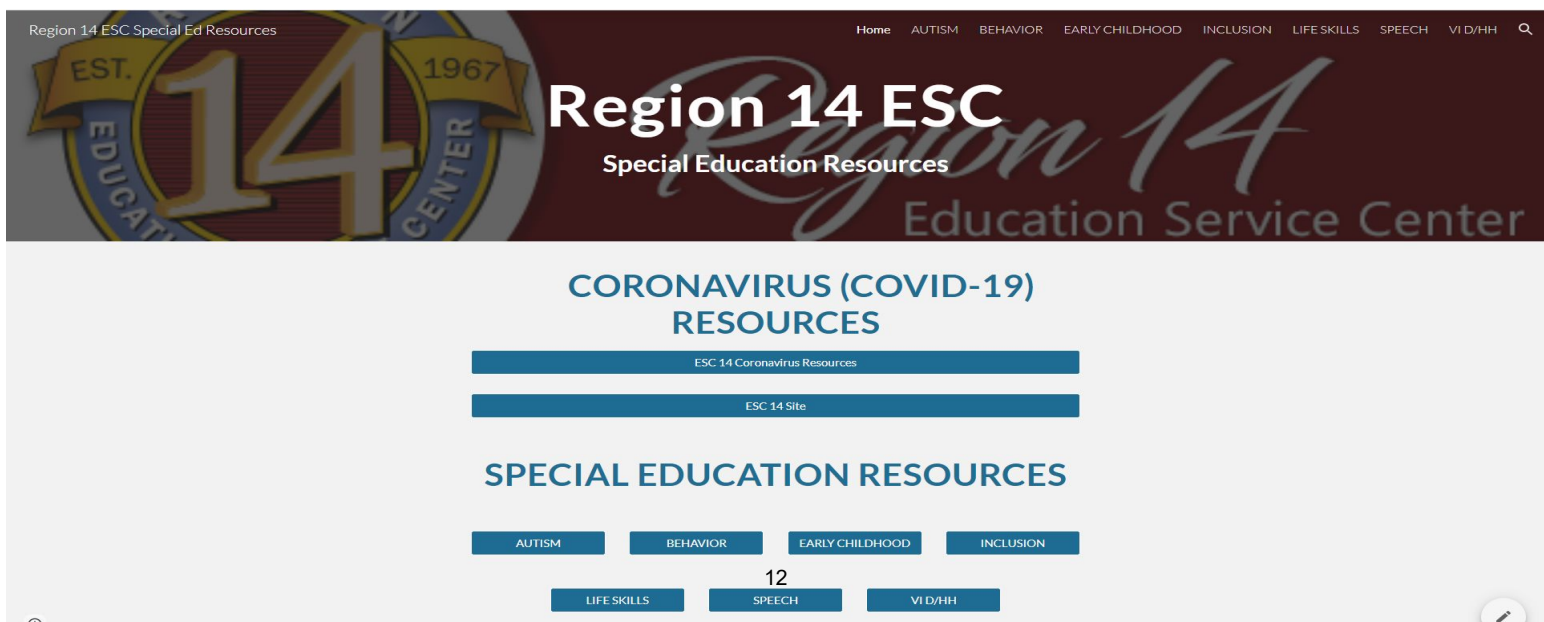 Region 14 ESC Special Ed Resources
Home AUTISM BEHAVIOR EARLY CHILDHOOD INCLUSION LIFE SKILLS SPEECH VI D/HH
EST. 1967
14
EDUCATION CENTER
Region 14
Education Service Center
Region 14 ESC
Special Education Resources
CORONAVIRUS (COVID-19)
RESOURCES
ESC 14 Coronavirus Resources
ESC 14 Site
SPECIAL EDUCATION RESOURCES
AUTISM BEHAVIOR EARLY CHILDHOOD INCLUSION
12
LIFE SKILLS SPEECH VI D/HH